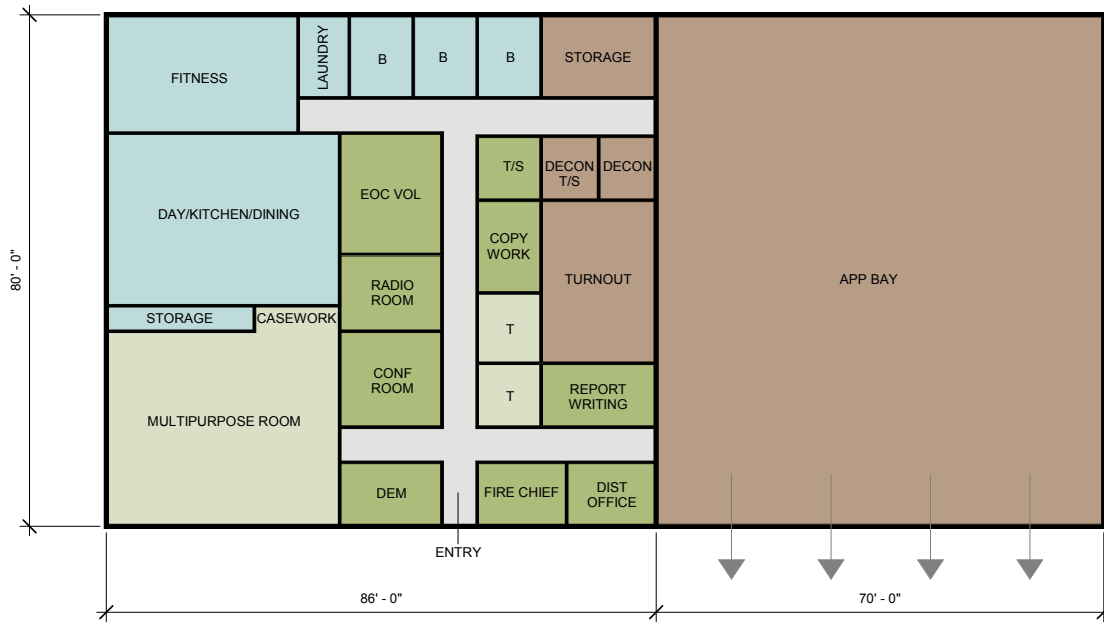 LAUNDRY
B
B
B
STORAGE
FITNESS
T/S
DECON
T/S
DECON
EOC VOL
DAY/KITCHEN/DINING
COPY
WORK
TURNOUT
APP BAY
RADIO
ROOM
STORAGE
CASEWORK
T
CONF
ROOM
T
REPORT
WRITING
MULTIPURPOSE ROOM
DEM
FIRE CHIEF
DIST
OFFICE
ENTRY
80' - 0"
86' - 0"
70' - 0"